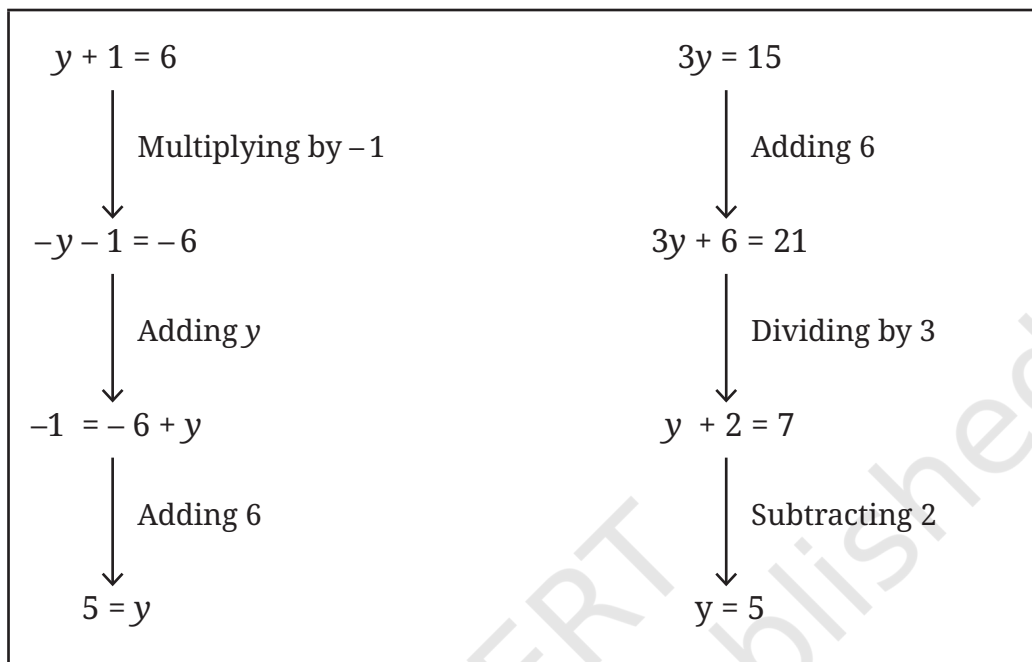 y + 1 = 6
Multiplying by – 1
– y – 1 = – 6
Adding y
–1 = – 6 + y
Adding 6
5 = y
3y = 15
Adding 6
3y + 6 = 21
Dividing by 3
y + 2 = 7
Subtracting 2
y = 5